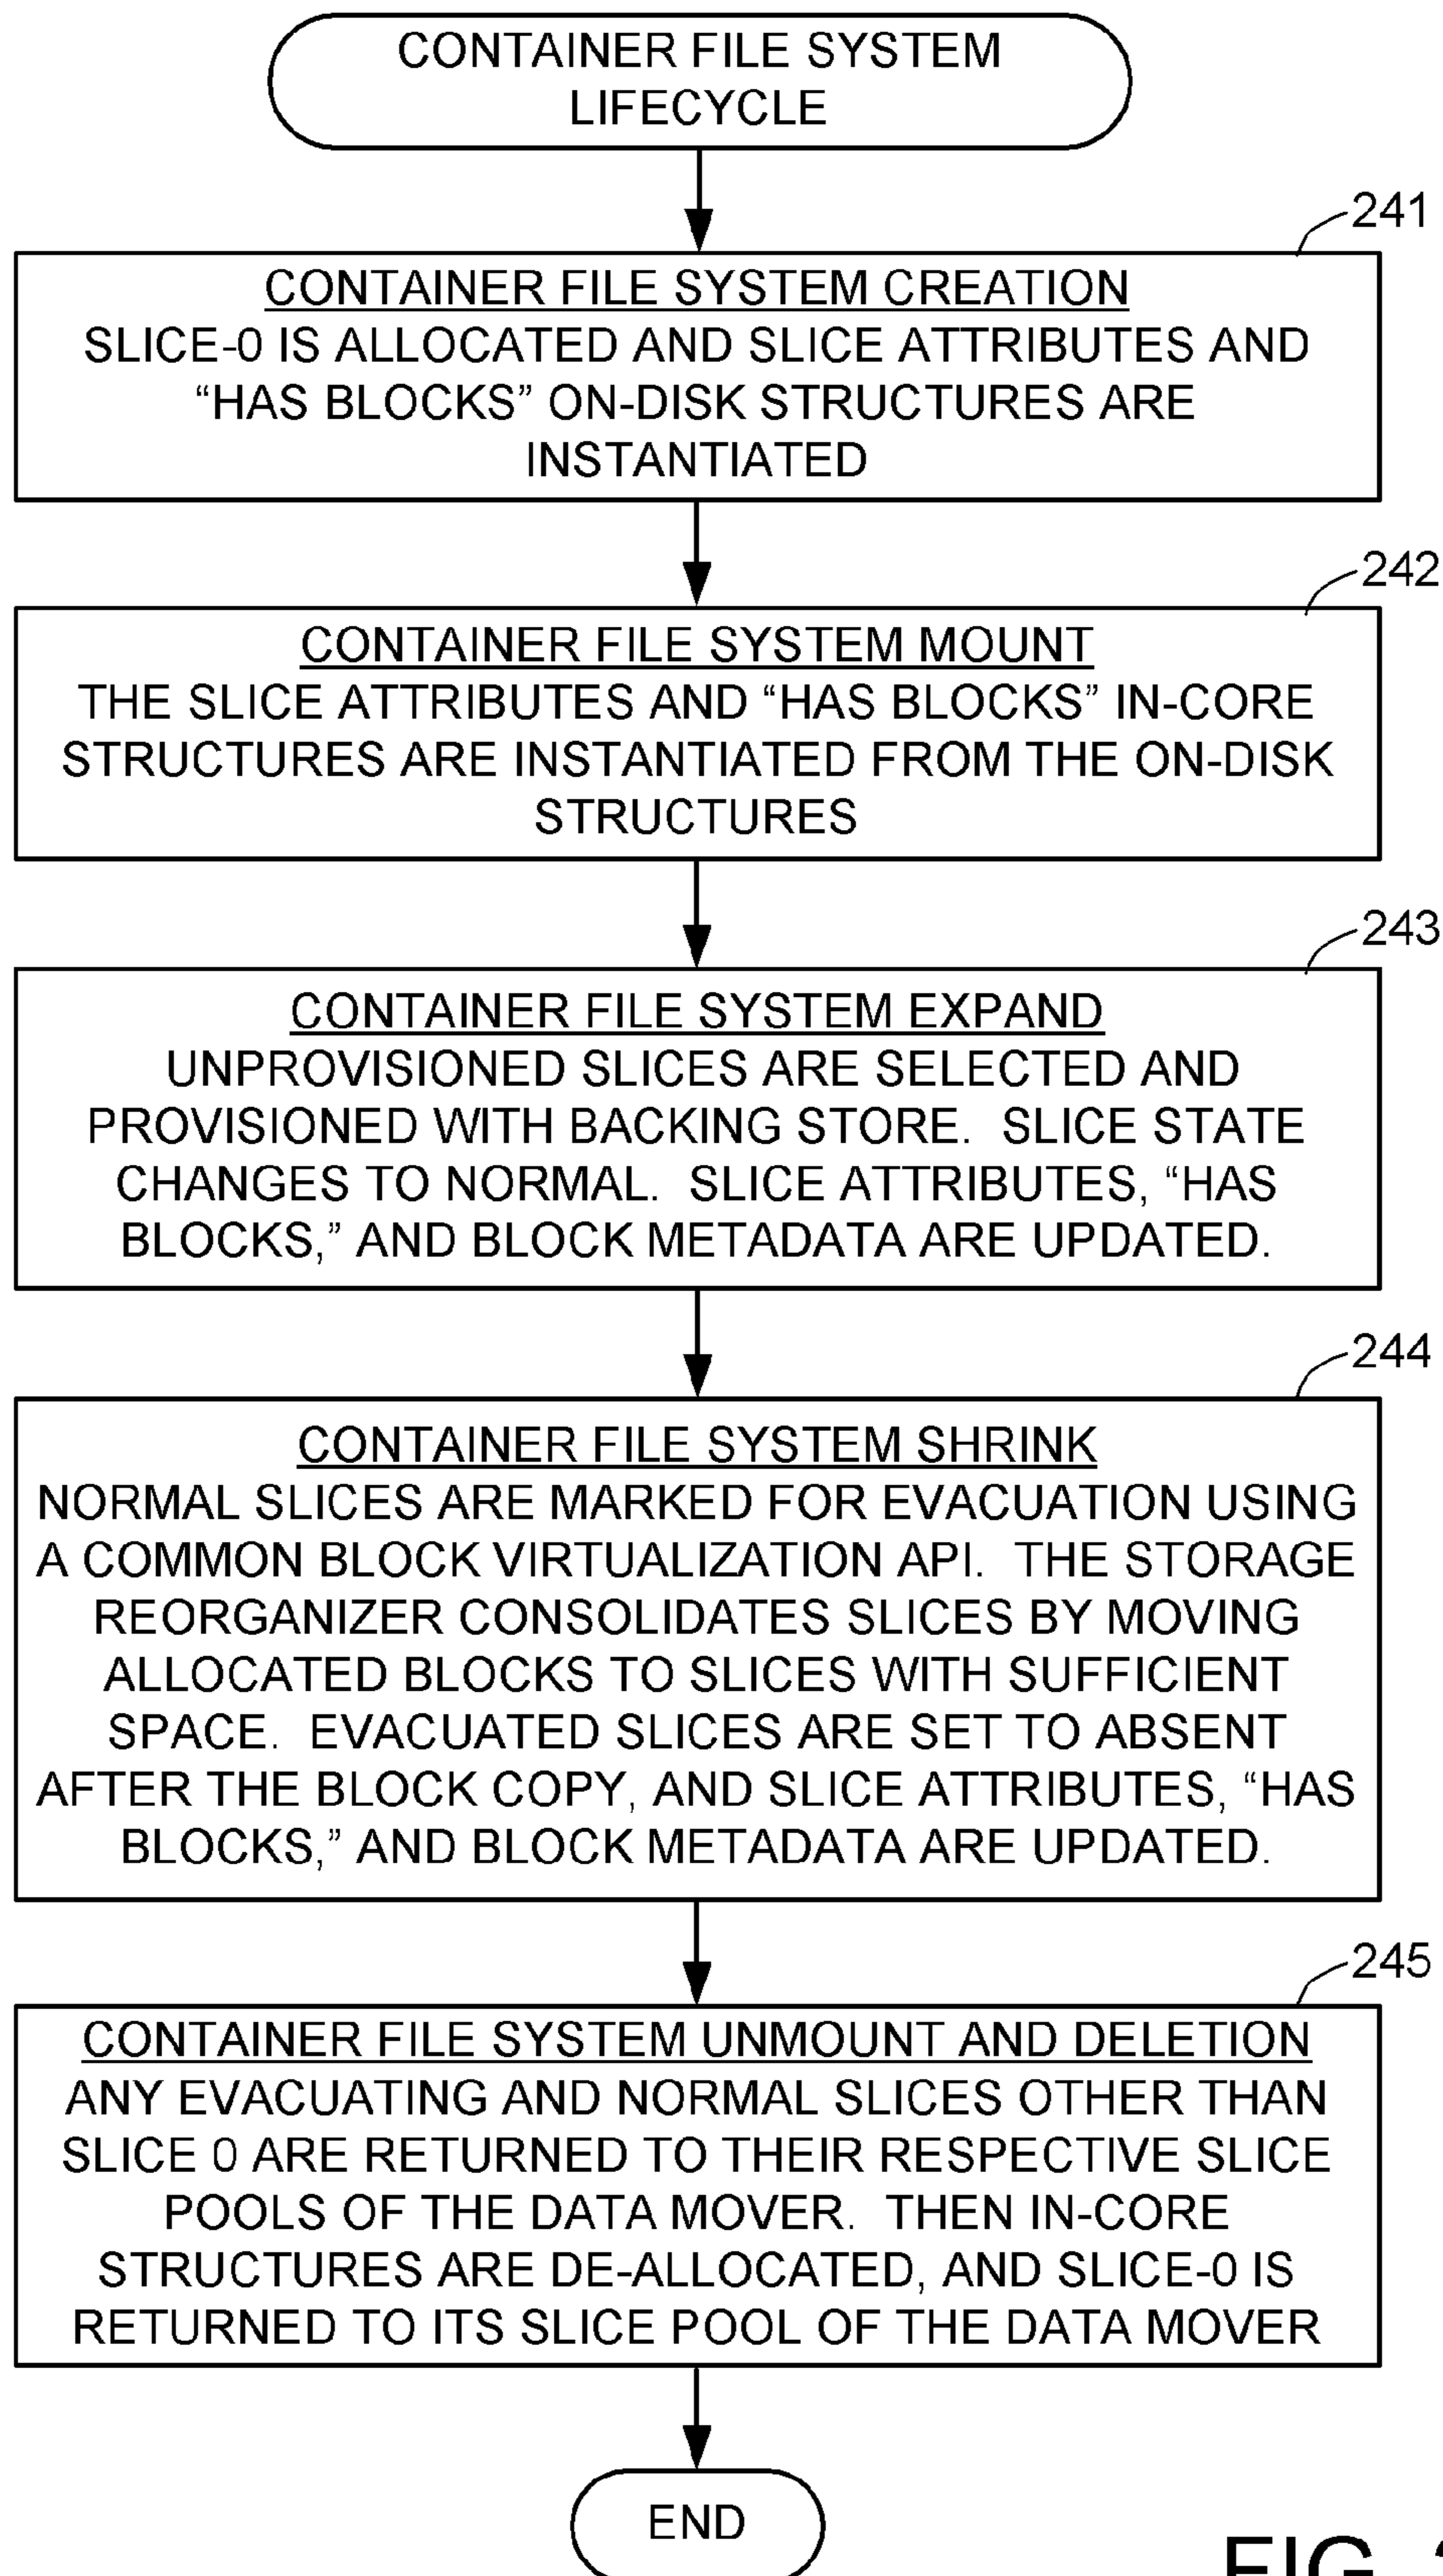 CONTAINER FILE SYSTEM
LIFECYCLE
241
CONTAINER FILE SYSTEM CREATION
SLICE-0 IS ALLOCATED AND SLICE ATTRIBUTES AND
“HAS BLOCKS” ON-DISK STRUCTURES ARE
INSTANTIATED
242
CONTAINER FILE SYSTEM MOUNT
THE SLICE ATTRIBUTES AND “HAS BLOCKS” IN-CORE
STRUCTURES ARE INSTANTIATED FROM THE ON-DISK
STRUCTURES
243
CONTAINER FILE SYSTEM EXPAND
UNPROVISIONED SLICES ARE SELECTED AND
PROVISIONED WITH BACKING STORE. SLICE STATE
CHANGES TO NORMAL. SLICE ATTRIBUTES, “HAS
BLOCKS,” AND BLOCK METADATA ARE UPDATED.
244
CONTAINER FILE SYSTEM SHRINK
NORMAL SLICES ARE MARKED FOR EVACUATION USING
A COMMON BLOCK VIRTUALIZATION API. THE STORAGE
REORGANIZER CONSOLIDATES SLICES BY MOVING
ALLOCATED BLOCKS TO SLICES WITH SUFFICIENT
SPACE. EVACUATED SLICES ARE SET TO ABSENT
AFTER THE BLOCK COPY, AND SLICE ATTRIBUTES, “HAS
BLOCKS,” AND BLOCK METADATA ARE UPDATED.
245
CONTAINER FILE SYSTEM UNMOUNT AND DELETION
ANY EVACUATING AND NORMAL SLICES OTHER THAN
SLICE 0 ARE RETURNED TO THEIR RESPECTIVE SLICE
POOLS OF THE DATA MOVER. THEN IN-CORE
STRUCTURES ARE DE-ALLOCATED, AND SLICE-0 IS
RETURNED TO ITS SLICE POOL OF THE DATA MOVER
END
FIG.